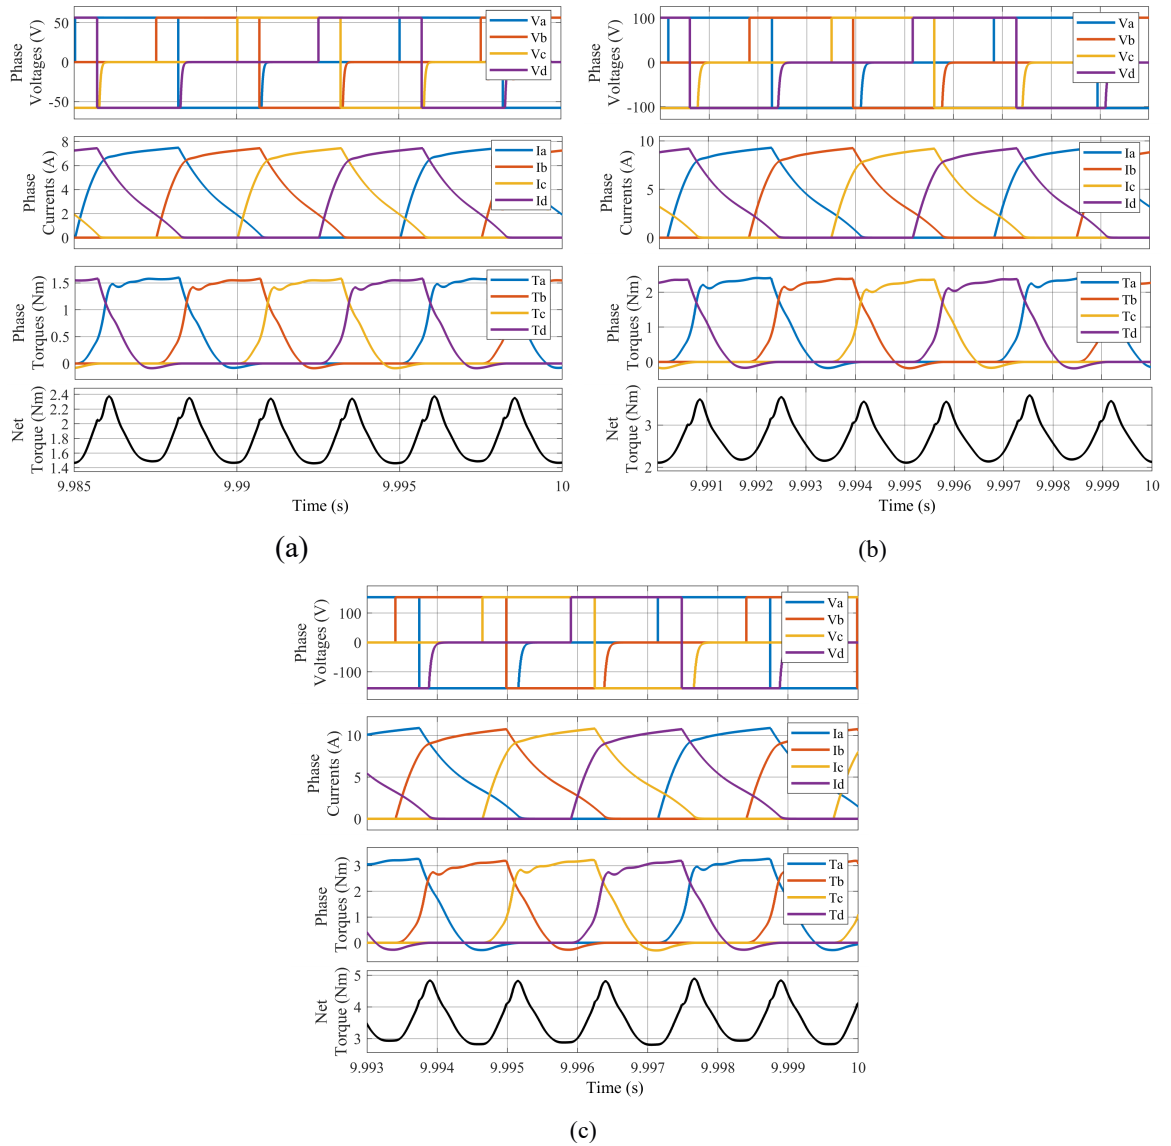 Phase
Voltages (V)
50
0
-50
Va
Vb
Vc
Vd
Phase
Currents (A)
8
6
4
2
0
Ia
Ib
Ic
Id
Phase
Torques (Nm)
1.5
1
0.5
0
Ta
Tb
Tc
Td
Net
Torque (Nm)
2.4
2.2
2
1.8
1.6
1.4
9.985 9.99 9.995 10
Time (s)
(a)
Phase
Voltages (V)
100
0
-100
Va
Vb
Vc
Vd
Phase
Currents (A)
10
5
0
Ia
Ib
Ic
Id
Phase
Torques (Nm)
2
1
0
Ta
Tb
Tc
Td
Net
Torque (Nm)
3
2
9.991 9.992 9.993 9.994 9.995 9.996 9.997 9.998 9.999 10
Time (s)
(b)
Phase
Voltages (V)
100
0
-100
Va
Vb
Vc
Vd
Phase
Currents (A)
10
5
0
Ia
Ib
Ic
Id
Phase
Torques (Nm)
3
2
1
0
Ta
Tb
Tc
Td
Net
Torque (Nm)
5
4
3
9.993 9.994 9.995 9.996 9.997 9.998 9.999 10
Time (s)
(c)